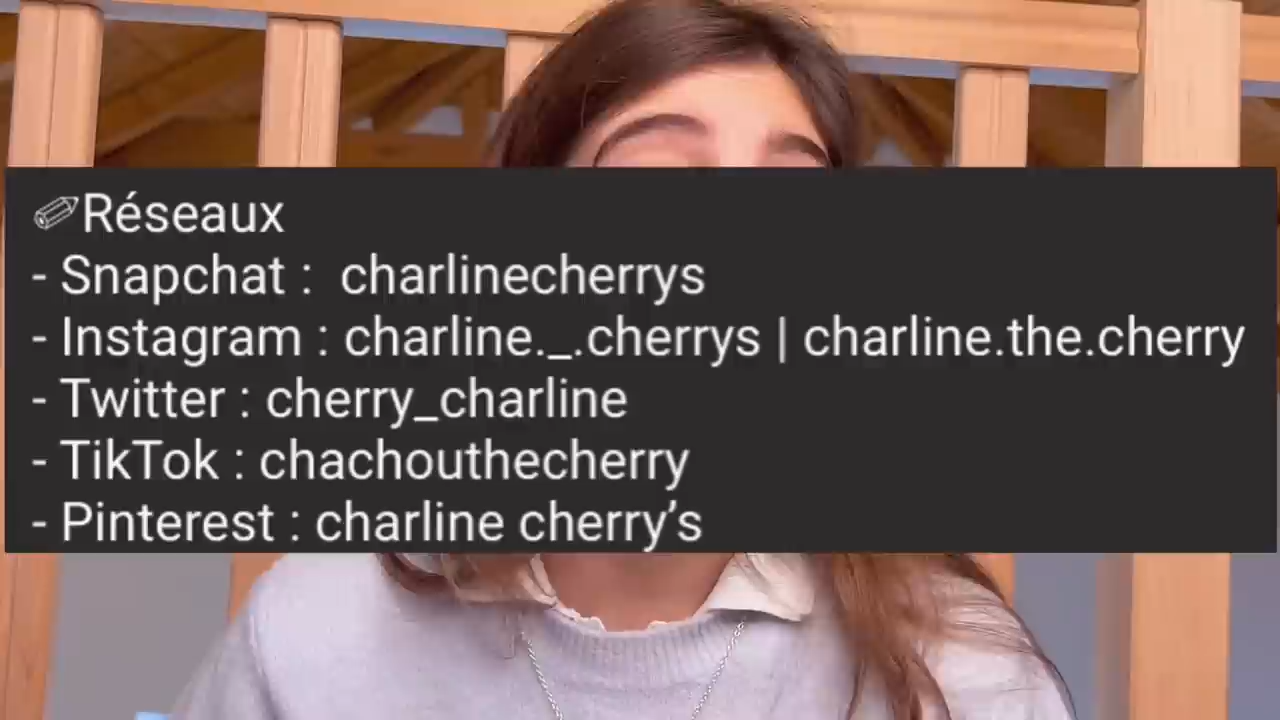 ✏Réseaux
- Snapchat :  charlinecherrys
- Instagram : charline._.cherrys | charline.the.cherry
- Twitter : cherry_charline
- TikTok : chachouthecherry
- Pinterest : charline cherry’s